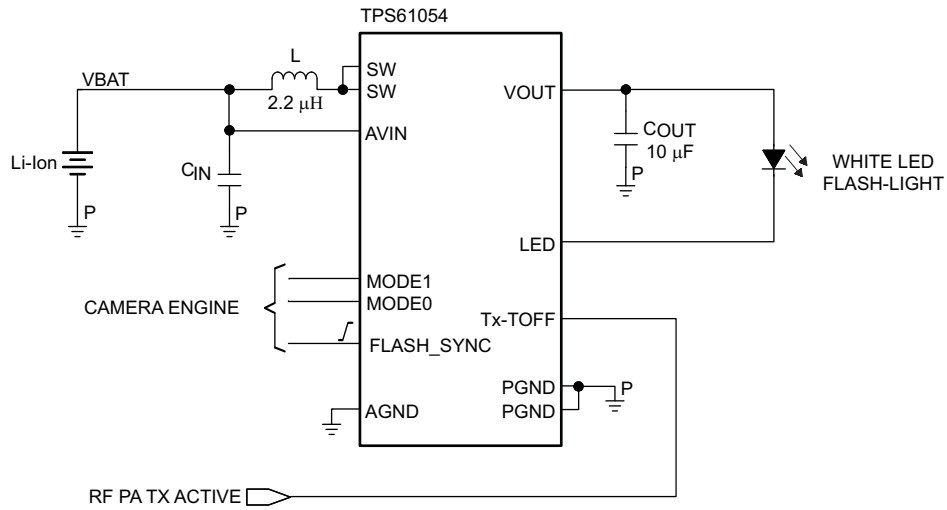 TPS61054
L
SW
VBAT
SW
2.2 μH
VOUT
AVIN
COUT
10 μF
Li-Ion
CIN
P
WHITE LED
FLASH-LIGHT
P
P
LED
MODE1
CAMERA ENGINE
MODE0
Tx-TOFF
FLASH_SYNC
PGND
P
AGND
PGND
RF PA TX ACTIVE